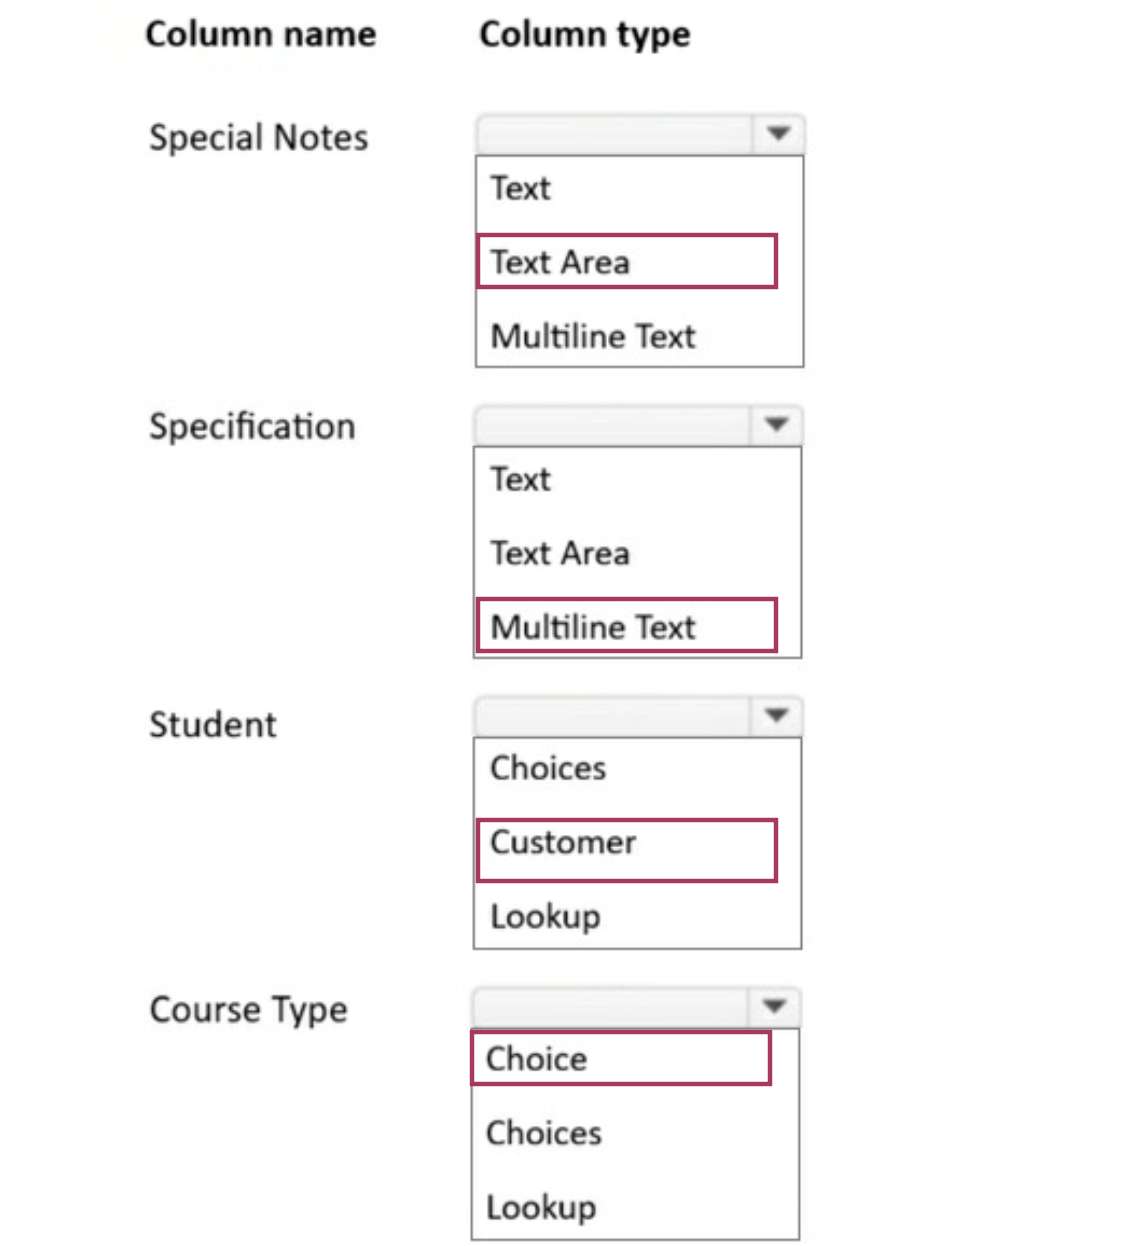 Column name Column type
Special Notes
Text
Text Area
Multiline Text
Specification
Text
Text Area
Multiline Text
Student
Choices
Customer
Lookup
Course Type
Choice
Choices
Lookup